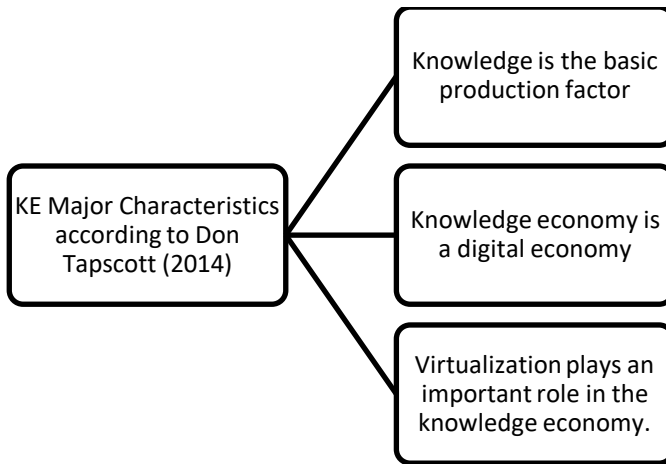 KE Major Characteristics
according to Don
Tapscott (2014)
Knowledge is the basic
production factor
Knowledge economy is
a digital economy
Virtualization plays an
important role in the
knowledge economy.